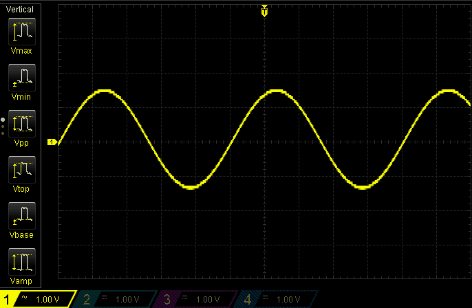 Vertical
T
Vmax
Vmin
Vpp
Vtop
Vbase
Vamp
1 ~ 1.00 V
2 = 1.00 V
3 = 1.00 V
4 = 1.00 V